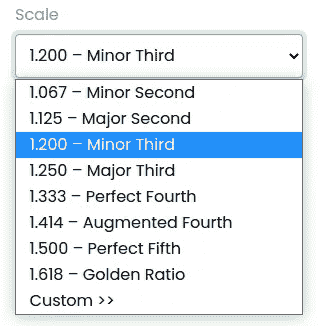 Scale
1.200 – Minor Third
1.067 – Minor Second
1.125 – Major Second
1.200 – Minor Third
1.250 – Major Third
1.333 – Perfect Fourth
1.414 – Augmented Fourth
1.500 – Perfect Fifth
1.618 – Golden Ratio
Custom >>